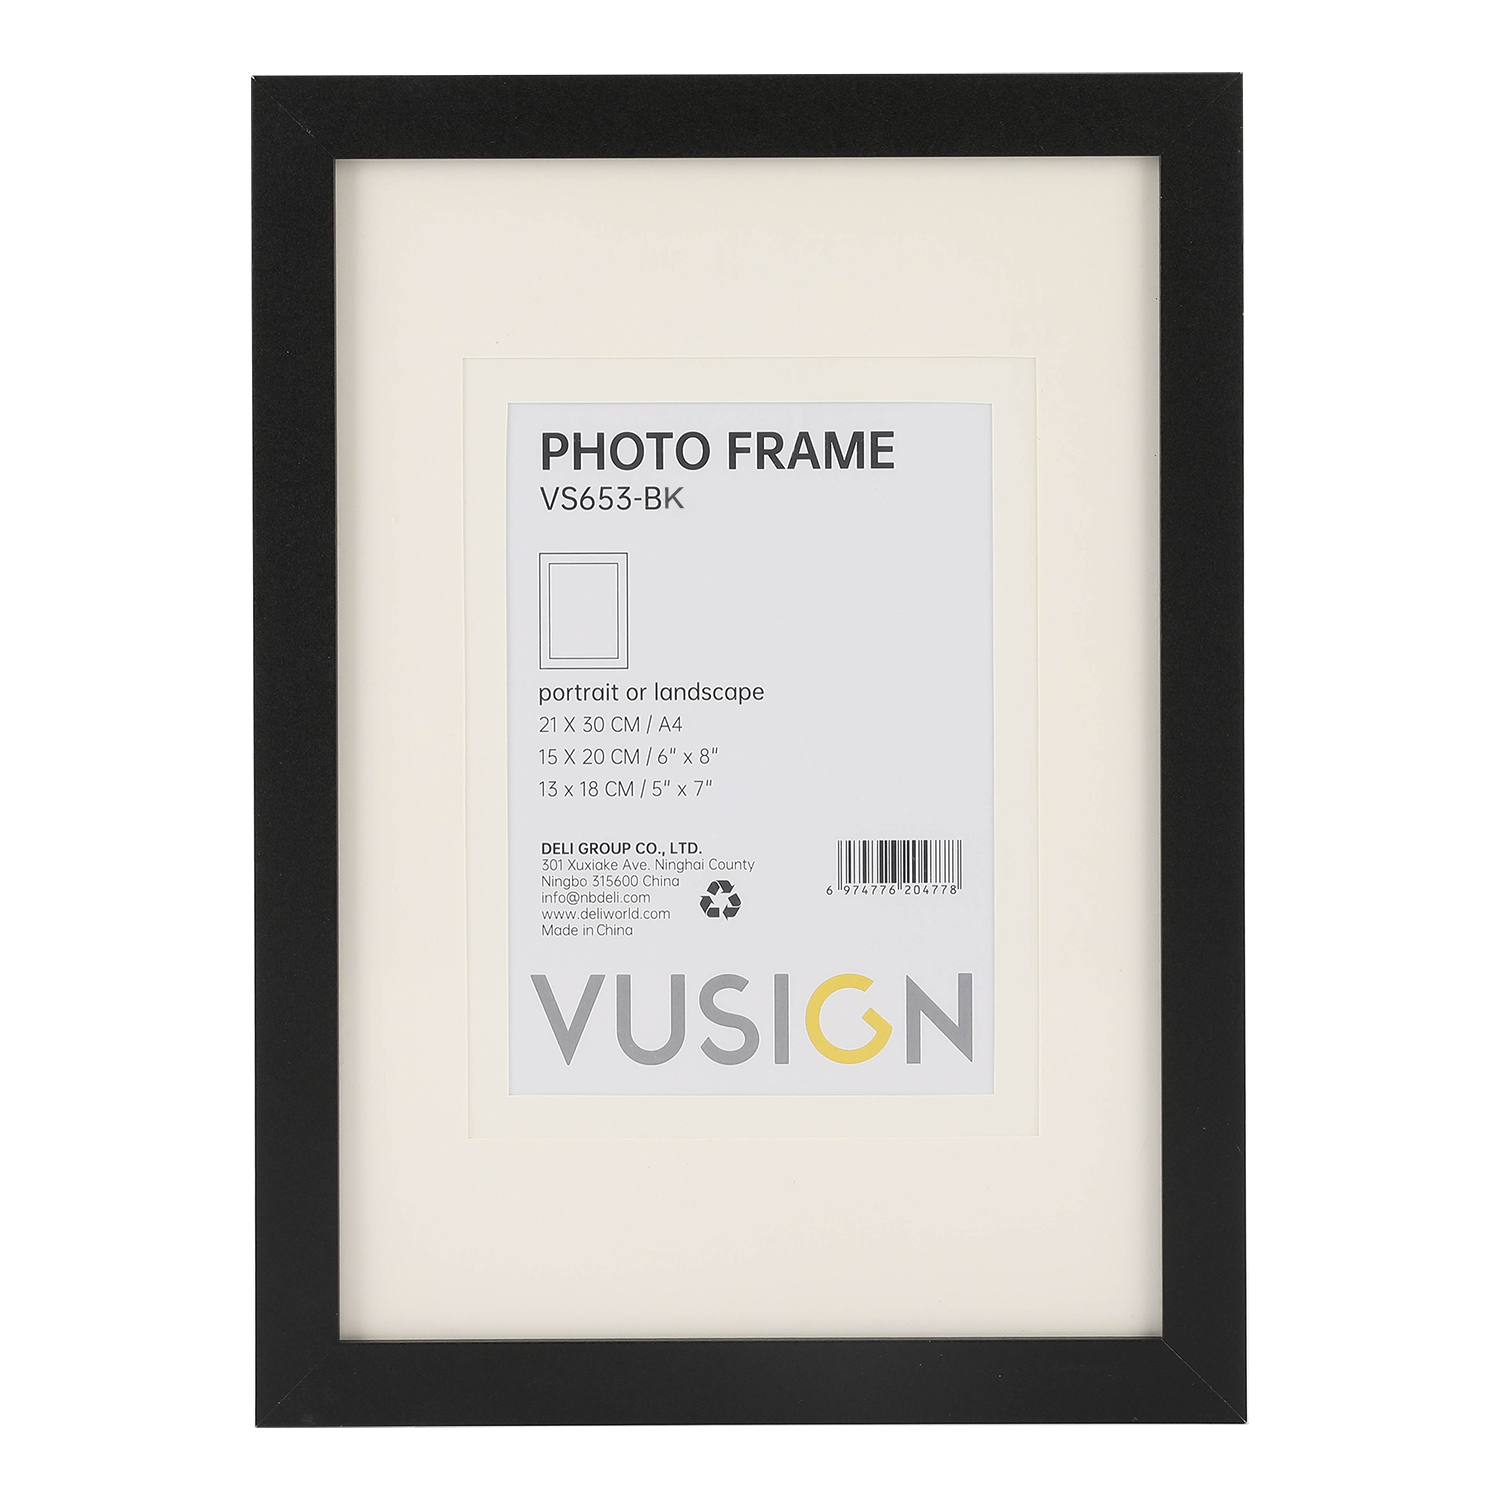 PHOTO FRAME
VS653-BK
portrait or landscape
21 X 30 CM / A4
15 X 20 CM / 6" x 8"
13 x 18 CM / 5" x 7"
DELI GROUP CO., LTD.
301 Xuxiake Ave. Ninghai County
Ningbo 315600 China
info@nbdeli.com
www.deliworld.com
Made in China
6 974776 204778
VUSIGN